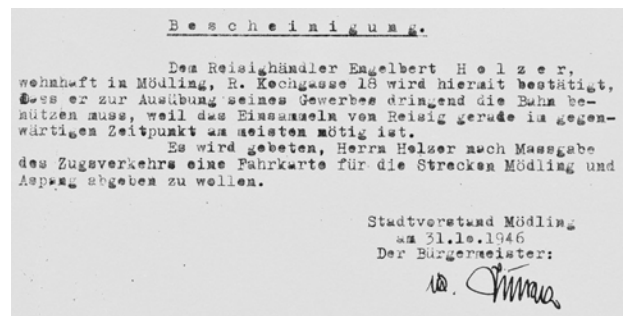 Bescheinigung.
Dem Reisighändler Engelbert Holzer,
wohnhaft in Mödling, R. Kochgasse 18 wird hiermit bestätigt,
Dass er zur Ausübung seines Gewerbes dringend die Bahn be-
nützen muss, weil das Einsammeln von Reisig gerade im gegen-
wärtigen Zeitpunkt am meisten nötig ist.
Es wird gebeten, Herrn Holzer nach Massgabe
des Zugsverkehrs eine Fahrkarte für die Strecken Mödling und
Aspang abgeben zu wollen.
Stadtvorstand Mödling
am 31.10.1946
Der Bürgermeister: